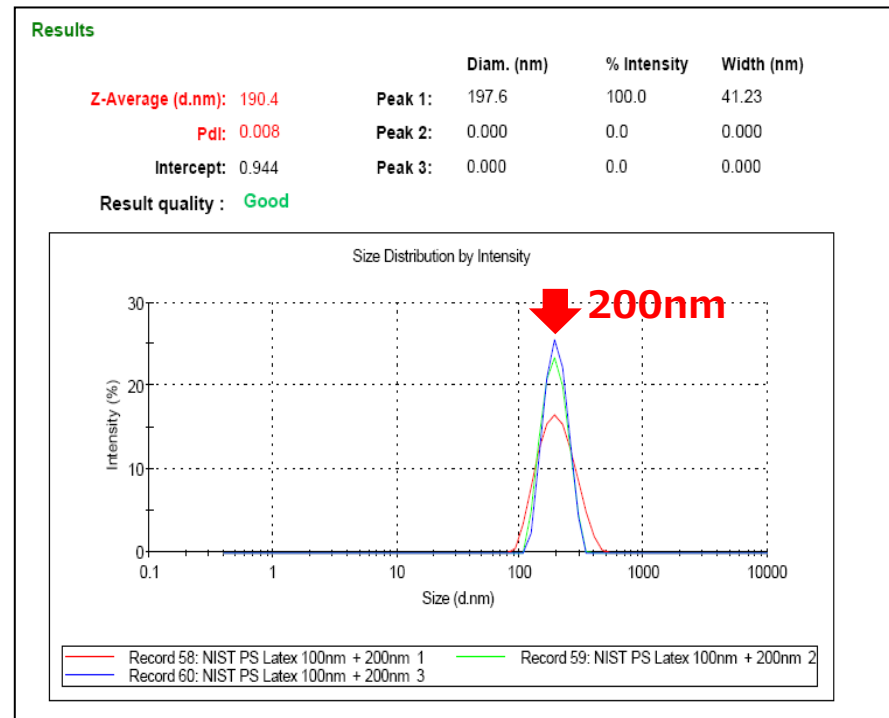 Results
Diam. (nm) % Intensity Width (nm)
Z-Average (d.nm): 190.4 Peak 1: 197.6 100.0 41.23
PdI: 0.008 Peak 2: 0.000 0.0 0.000
Intercept: 0.944 Peak 3: 0.000 0.0 0.000
Result quality : Good
Size Distribution by Intensity
200nm
30
20
10
0
Intensity (%)
0.1 1 10 100 1000 10000
Size (d.nm)
Record 58: NIST PS Latex 100nm + 200nm 1 Record 59: NIST PS Latex 100nm + 200nm 2
Record 60: NIST PS Latex 100nm + 200nm 3